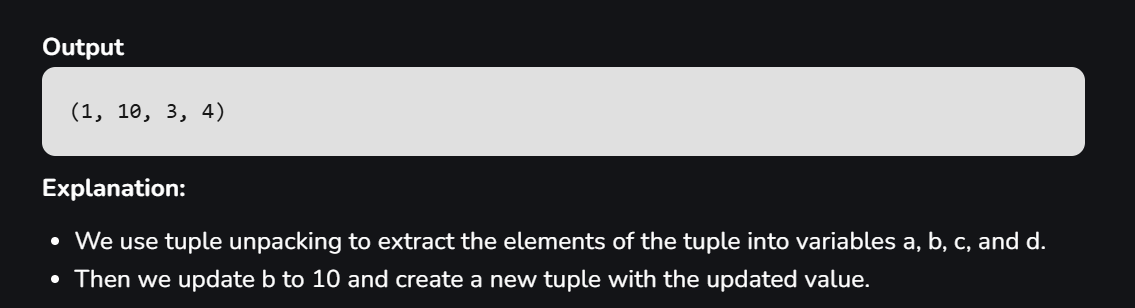 Output
(1, 10, 3, 4)
Explanation:
• We use tuple unpacking to extract the elements of the tuple into variables a, b, c, and d.
• Then we update b to 10 and create a new tuple with the updated value.